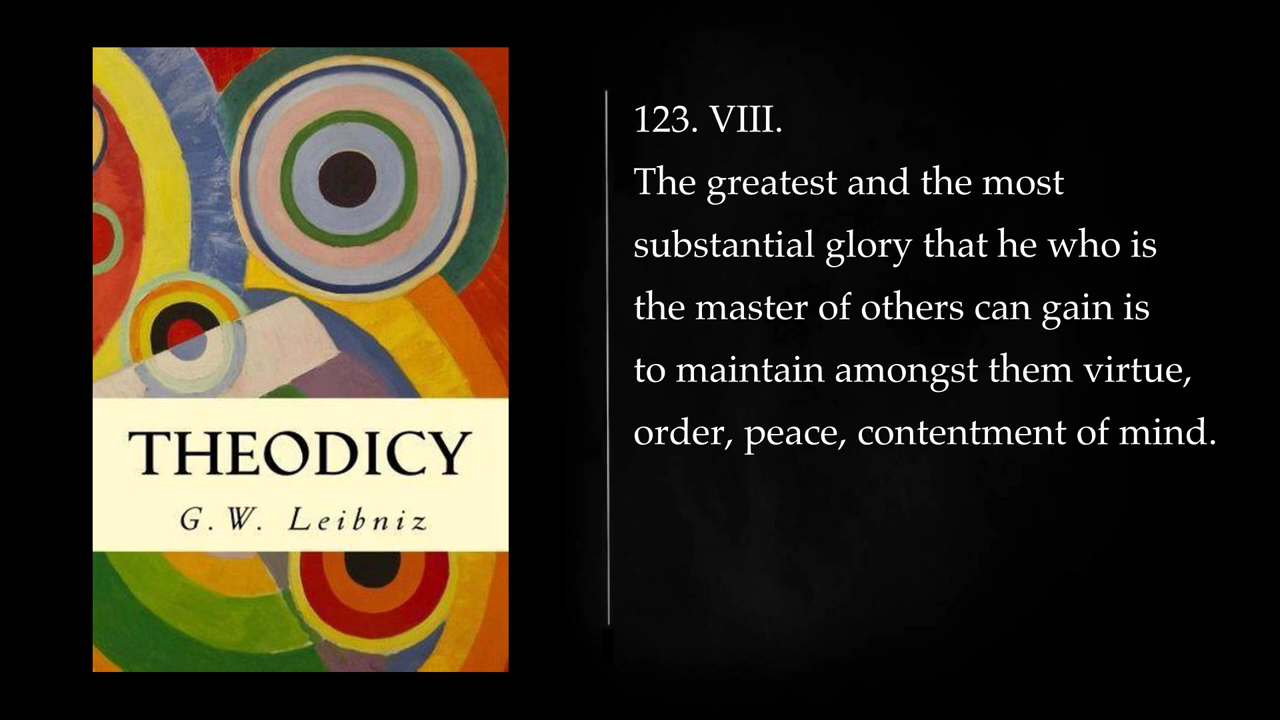 THEODICY
G. W. Leibniz
123. VIII.
The greatest and the most
substantial glory that he who is
the master of others can gain is
to maintain amongst them virtue,
order, peace, contentment of mind.